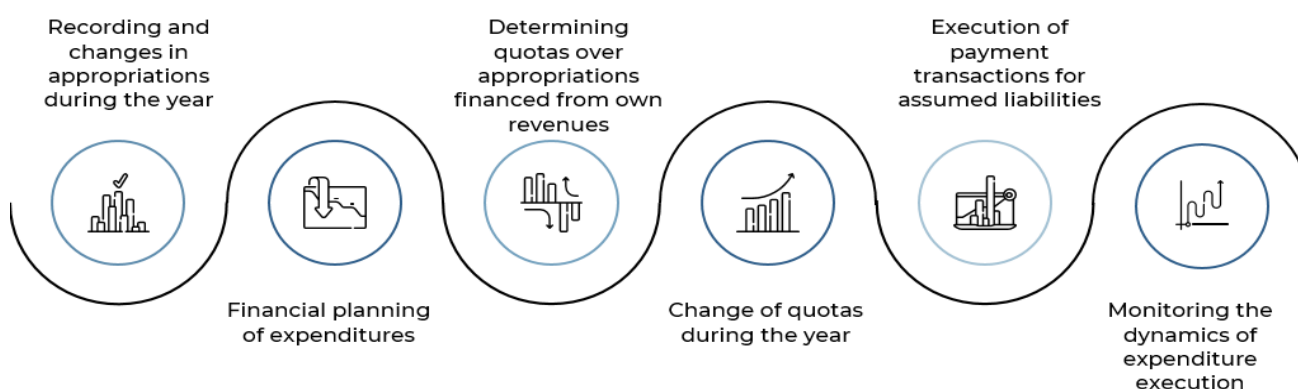 Recording and
changes in
appropriations
during the year
Financial planning
of expenditures
Determining
quotas over
appropriations
financed from own
revenues
Change of quotas
during the year
Execution of
payment
transactions for
assumed liabilities
Monitoring the
dynamics of
expenditure
execution